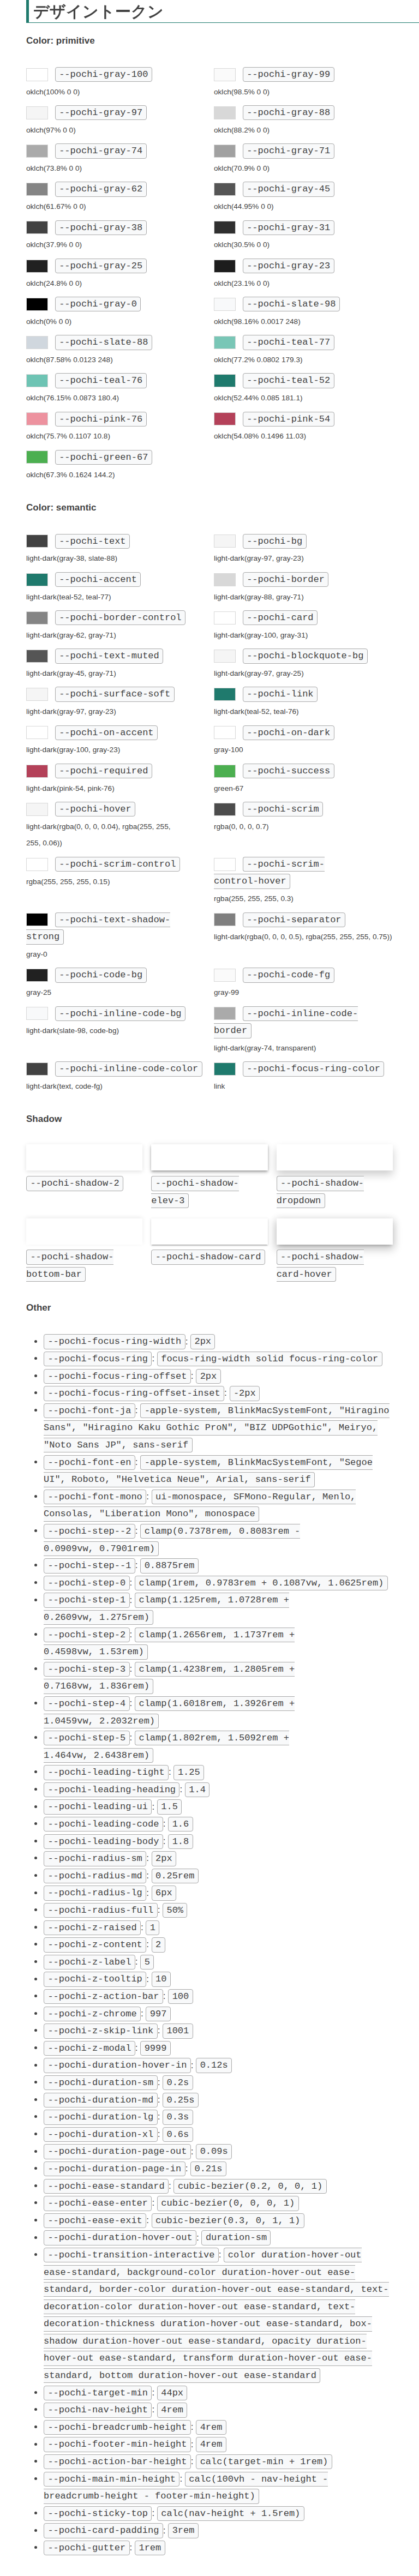 デザイントークン
Color: primitive
--pochi-gray-100
oklch(100% 0 0)
--pochi-gray-99
oklch(98.5% 0 0)
--pochi-gray-97
oklch(97% 0 0)
--pochi-gray-88
oklch(88.2% 0 0)
--pochi-gray-74
oklch(73.8% 0 0)
--pochi-gray-71
oklch(70.9% 0 0)
--pochi-gray-62
oklch(61.67% 0 0)
--pochi-gray-45
oklch(44.95% 0 0)
--pochi-gray-38
oklch(37.9% 0 0)
--pochi-gray-31
oklch(30.5% 0 0)
--pochi-gray-25
oklch(24.8% 0 0)
--pochi-gray-23
oklch(23.1% 0 0)
--pochi-gray-0
oklch(0% 0 0)
--pochi-slate-98
oklch(98.16% 0.0017 248)
--pochi-slate-88
oklch(87.58% 0.0123 248)
--pochi-teal-77
oklch(77.2% 0.0802 179.3)
--pochi-teal-76
oklch(76.15% 0.0873 180.4)
--pochi-teal-52
oklch(52.44% 0.085 181.1)
--pochi-pink-76
oklch(75.7% 0.1107 10.8)
--pochi-pink-54
oklch(54.08% 0.1496 11.03)
--pochi-green-67
oklch(67.3% 0.1624 144.2)
Color: semantic
--pochi-text
light-dark(gray-38, slate-88)
--pochi-bg
light-dark(gray-97, gray-23)
--pochi-accent
light-dark(teal-52, teal-77)
--pochi-border
light-dark(gray-88, gray-71)
--pochi-border-control
light-dark(gray-62, gray-71)
--pochi-card
light-dark(gray-100, gray-31)
--pochi-text-muted
light-dark(gray-45, gray-71)
--pochi-blockquote-bg
light-dark(gray-97, gray-25)
--pochi-surface-soft
light-dark(gray-97, gray-23)
--pochi-link
light-dark(teal-52, teal-76)
--pochi-on-accent
light-dark(gray-100, gray-23)
--pochi-on-dark
gray-100
--pochi-required
light-dark(pink-54, pink-76)
--pochi-success
green-67
--pochi-hover
light-dark(rgba(0, 0, 0, 0.04), rgba(255, 255,
255, 0.06))
--pochi-scrim
rgba(0, 0, 0, 0.7)
--pochi-scrim-control
rgba(255, 255, 255, 0.15)
--pochi-scrim-
control-hover
rgba(255, 255, 255, 0.3)
--pochi-text-shadow-
strong
gray-0
--pochi-separator
light-dark(rgba(0, 0, 0, 0.5), rgba(255, 255, 255, 0.75))
--pochi-code-bg
gray-25
--pochi-code-fg
gray-99
--pochi-inline-code-bg
light-dark(slate-98, code-bg)
--pochi-inline-code-
border
light-dark(gray-74, transparent)
--pochi-inline-code-color
light-dark(text, code-fg)
--pochi-focus-ring-color
link
Shadow
--pochi-shadow-2
--pochi-shadow-
elev-3
--pochi-shadow-
dropdown
--pochi-shadow-
bottom-bar
--pochi-shadow-card
--pochi-shadow-
card-hover
Other
--pochi-focus-ring-width: 2px
--pochi-focus-ring: focus-ring-width solid focus-ring-color
--pochi-focus-ring-offset: 2px
--pochi-focus-ring-offset-inset: -2px
--pochi-font-ja: -apple-system, BlinkMacSystemFont, "Hiragino
Sans", "Hiragino Kaku Gothic ProN", "BIZ UDPGothic", Meiryo,
"Noto Sans JP", sans-serif
--pochi-font-en: -apple-system, BlinkMacSystemFont, "Segoe
UI", Roboto, "Helvetica Neue", Arial, sans-serif
--pochi-font-mono: ui-monospace, SFMono-Regular, Menlo,
Consolas, "Liberation Mono", monospace
--pochi-step--2: clamp(0.7378rem, 0.8083rem -
0.0909vw, 0.7901rem)
--pochi-step--1: 0.8875rem
--pochi-step-0: clamp(1rem, 0.9783rem + 0.1087vw, 1.0625rem)
--pochi-step-1: clamp(1.125rem, 1.0728rem +
0.2609vw, 1.275rem)
--pochi-step-2: clamp(1.2656rem, 1.1737rem +
0.4598vw, 1.53rem)
--pochi-step-3: clamp(1.4238rem, 1.2805rem +
0.7168vw, 1.836rem)
--pochi-step-4: clamp(1.6018rem, 1.3926rem +
1.0459vw, 2.2032rem)
--pochi-step-5: clamp(1.802rem, 1.5092rem +
1.464vw, 2.6438rem)
--pochi-leading-tight: 1.25
--pochi-leading-heading: 1.4
--pochi-leading-ui: 1.5
--pochi-leading-code: 1.6
--pochi-leading-body: 1.8
--pochi-radius-sm: 2px
--pochi-radius-md: 0.25rem
--pochi-radius-lg: 6px
--pochi-radius-full: 50%
--pochi-z-raised: 1
--pochi-z-content: 2
--pochi-z-label: 5
--pochi-z-tooltip: 10
--pochi-z-action-bar: 100
--pochi-z-chrome: 997
--pochi-z-skip-link: 1001
--pochi-z-modal: 9999
--pochi-duration-hover-in: 0.12s
--pochi-duration-sm: 0.2s
--pochi-duration-md: 0.25s
--pochi-duration-lg: 0.3s
--pochi-duration-xl: 0.6s
--pochi-duration-page-out: 0.09s
--pochi-duration-page-in: 0.21s
--pochi-ease-standard: cubic-bezier(0.2, 0, 0, 1)
--pochi-ease-enter: cubic-bezier(0, 0, 0, 1)
--pochi-ease-exit: cubic-bezier(0.3, 0, 1, 1)
--pochi-duration-hover-out: duration-sm
--pochi-transition-interactive: color duration-hover-out
ease-standard, background-color duration-hover-out ease-
standard, border-color duration-hover-out ease-standard, text-
decoration-color duration-hover-out ease-standard, text-
decoration-thickness duration-hover-out ease-standard, box-
shadow duration-hover-out ease-standard, opacity duration-
hover-out ease-standard, transform duration-hover-out ease-
standard, bottom duration-hover-out ease-standard
--pochi-target-min: 44px
--pochi-nav-height: 4rem
--pochi-breadcrumb-height: 4rem
--pochi-footer-min-height: 4rem
--pochi-action-bar-height: calc(target-min + 1rem)
--pochi-main-min-height: calc(100vh - nav-height -
breadcrumb-height - footer-min-height)
--pochi-sticky-top: calc(nav-height + 1.5rem)
--pochi-card-padding: 3rem
--pochi-gutter: 1rem